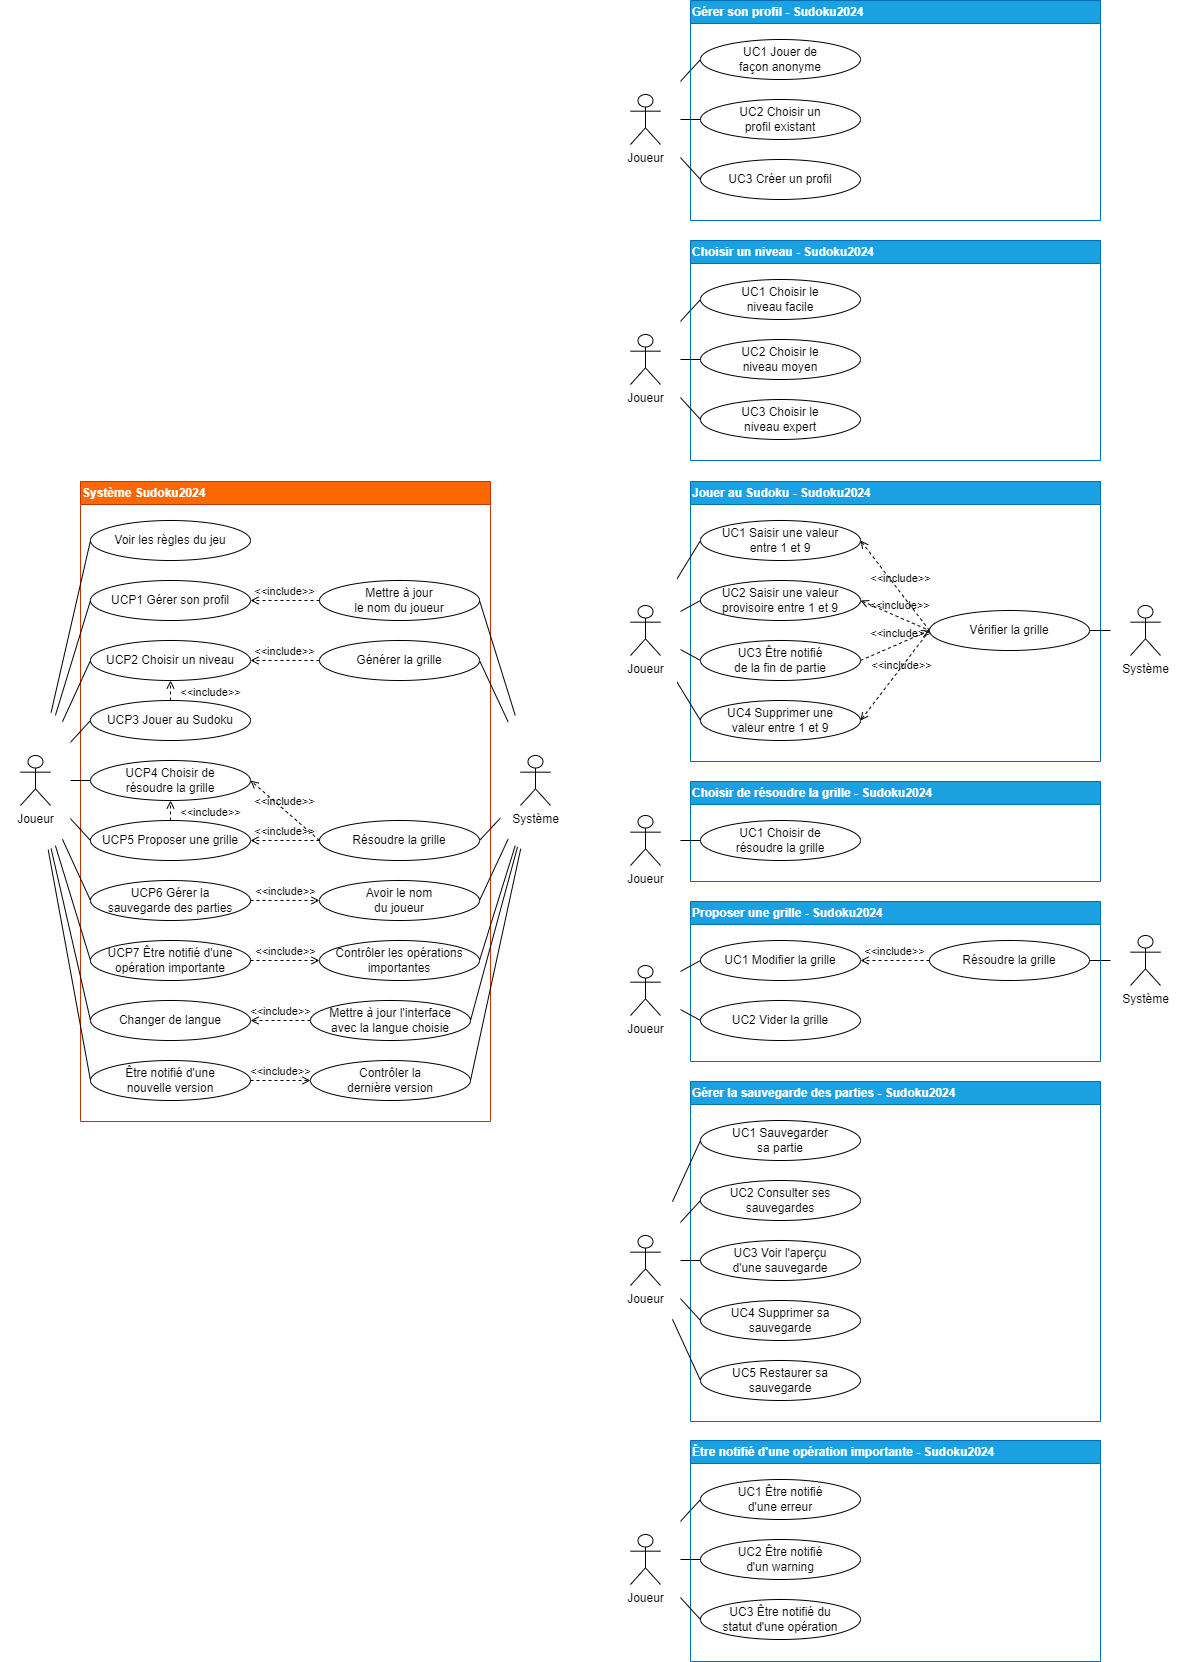 Gérer son profil - Sudoku2024
UC1 Jouer de
façon anonyme
UC2 Choisir un
profil existant
Joueur
UC3 Créer un profil
Choisir un niveau - Sudoku2024
UC1 Choisir le
niveau facile
UC2 Choisir le
niveau moyen
Joueur
UC3 Choisir le
niveau expert
Système Sudoku2024
Voir les règles du jeu
UCP1 Gérer son profil
<<include>>
Mettre à jour
le nom du joueur
UCP2 Choisir un niveau
<<include>>
Générer la grille
<<include>>
UCP3 Jouer au Sudoku
UCP4 Choisir de
résoudre la grille
Joueur
Système
<<include>>
<<include>>
UCP5 Proposer une grille
<<include>>
Résoudre la grille
UCP6 Gérer la
sauvegarde des parties
<<include>>
Avoir le nom
du joueur
UCP7 Être notifié d'une
opération importante
<<include>>
Contrôler les opérations
importantes
Changer de langue
<<include>>
Mettre à jour l'interface
avec la langue choisie
Être notifié d'une
nouvelle version
<<include>>
Contrôler la
dernière version
Jouer au Sudoku - Sudoku2024
UC1 Saisir une valeur
entre 1 et 9
<<include>>
UC2 Saisir une valeur
provisoire entre 1 et 9
<<include>>
<<include>>
Vérifier la grille
UC3 Être notifié
de la fin de partie
<<include>>
Joueur
Système
UC4 Supprimer une
valeur entre 1 et 9
Choisir de résoudre la grille - Sudoku2024
UC1 Choisir de
résoudre la grille
Joueur
Proposer une grille - Sudoku2024
UC1 Modifier la grille
<<include>>
Résoudre la grille
Système
UC2 Vider la grille
Joueur
Gérer la sauvegarde des parties - Sudoku2024
UC1 Sauvegarder
sa partie
UC2 Consulter ses
sauvegardes
UC3 Voir l'aperçu
d'une sauvegarde
Joueur
UC4 Supprimer sa
sauvegarde
UC5 Restaurer sa
sauvegarde
Être notifié d'une opération importante - Sudoku2024
UC1 Être notifié
d'une erreur
UC2 Être notifié
d'un warning
Joueur
UC3 Être notifié du
statut d'une opération